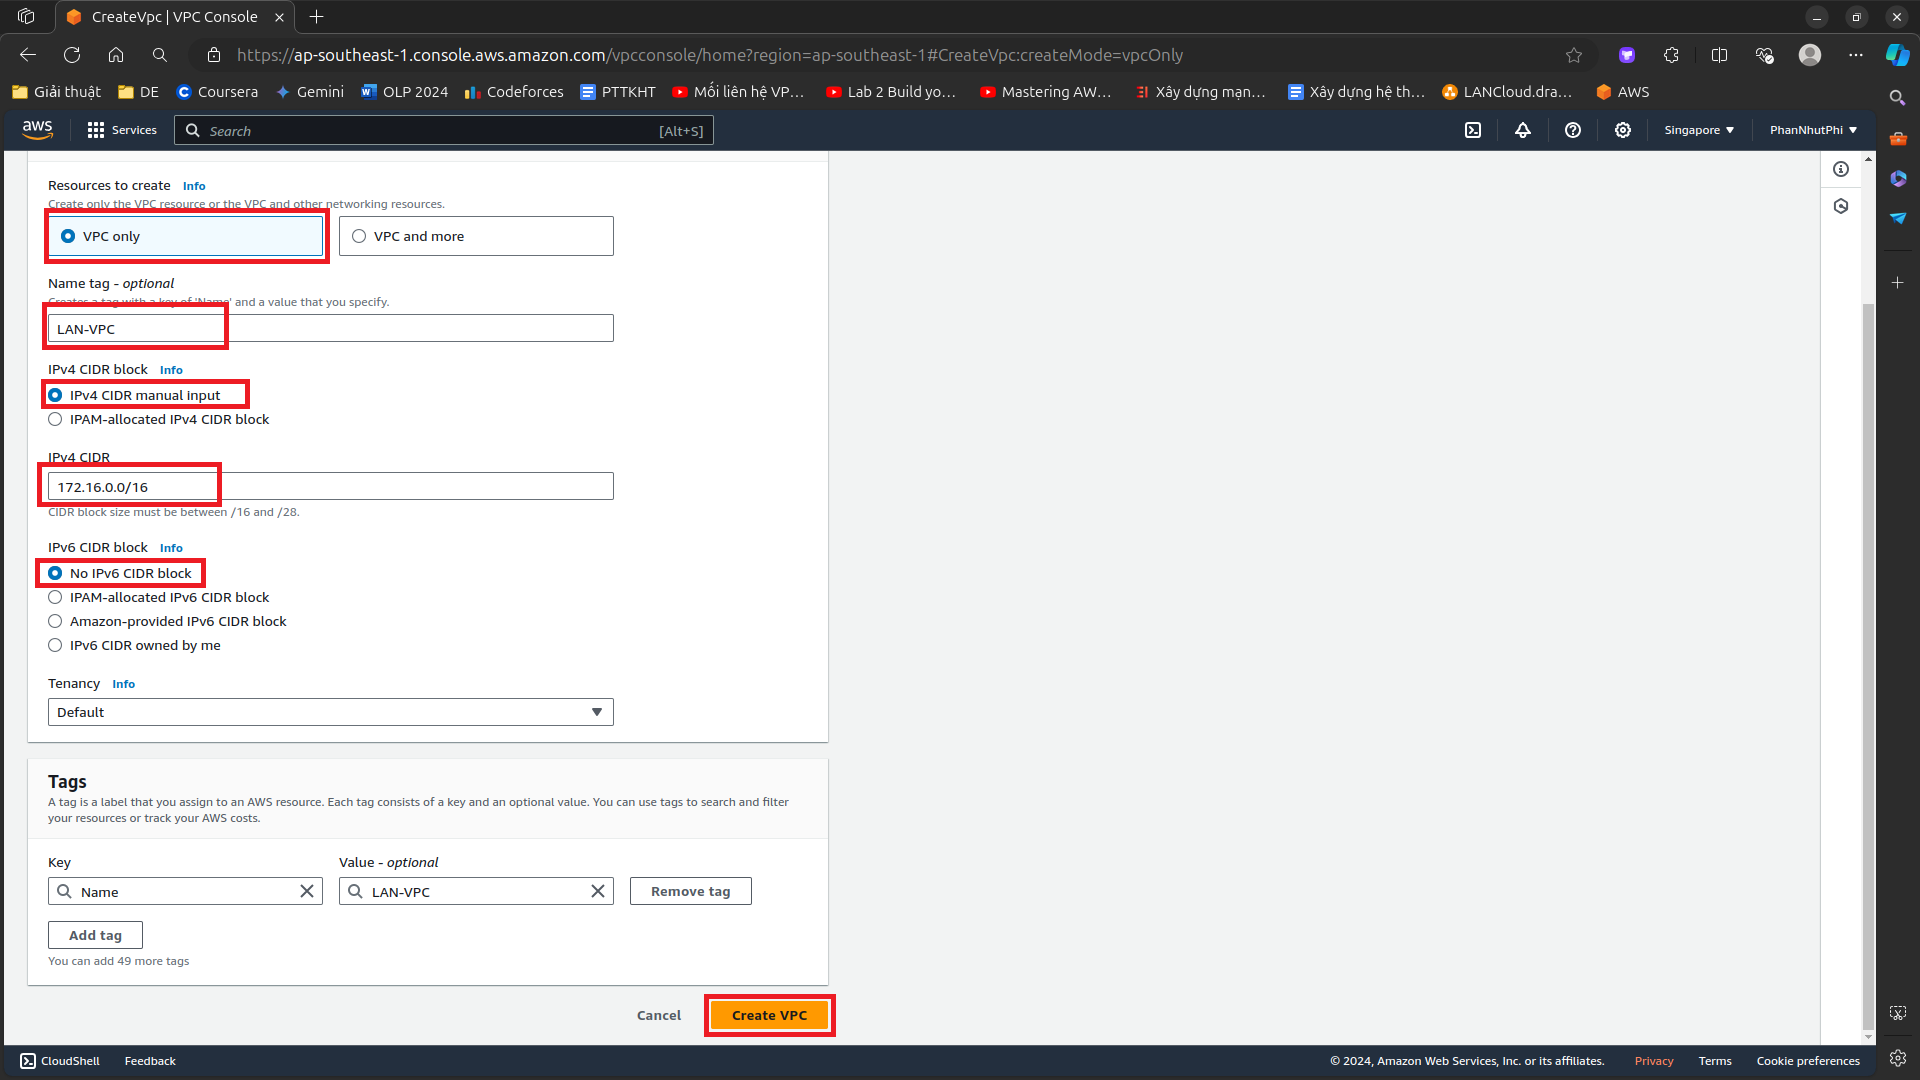 CreateVpc | VPC Console
https://ap-southeast-1.console.aws.amazon.com/vpcconsole/home?region=ap-southeast-1#CreateVpc:createMode=vpcOnly
Giải thuật DE Coursera Gemini OLP 2024 Codeforces PTTKHT Mối liên hệ VP... Lab 2 Build yo... Mastering AW... Xây dựng mạn... Xây dựng hệ th... LANCloud.dra... AWS
aws Services Search [Alt+S] Singapore PhanNhutPhi
Resources to create Info
Create only the VPC resource or the VPC and other networking resources.
VPC only VPC and more
Name tag - optional
Creates a tag with a key of 'Name' and a value that you specify.
LAN-VPC
IPv4 CIDR block Info
IPv4 CIDR manual input
IPAM-allocated IPv4 CIDR block
IPv4 CIDR
172.16.0.0/16
CIDR block size must be between /16 and /28.
IPv6 CIDR block Info
No IPv6 CIDR block
IPAM-allocated IPv6 CIDR block
Amazon-provided IPv6 CIDR block
IPv6 CIDR owned by me
Tenancy Info
Default
Tags
A tag is a label that you assign to an AWS resource. Each tag consists of a key and an optional value. You can use tags to search and filter
your resources or track your AWS costs.
Key Value - optional
Name LAN-VPC Remove tag
Add tag
You can add 49 more tags
Cancel Create VPC
CloudShell Feedback © 2024, Amazon Web Services, Inc. or its affiliates. Privacy Terms Cookie preferences